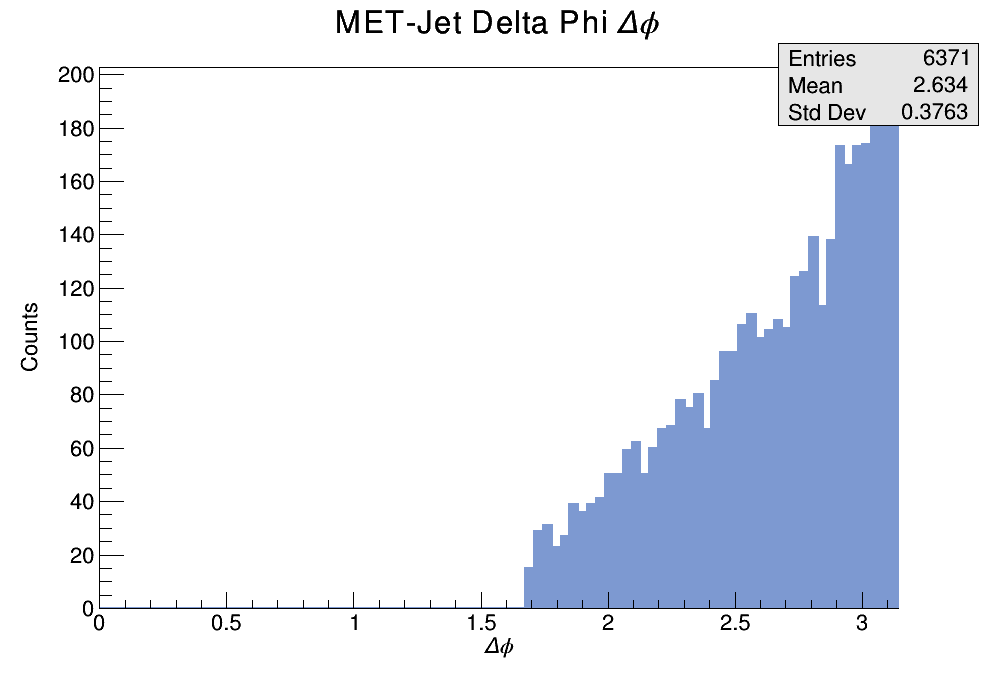 MET-Jet Delta Phi Δϕ
Entries 6371
Mean 2.634
Std Dev 0.3763
200
180
160
140
120
100
80
60
40
20
0
Counts
0 0.5 1 1.5 2 2.5 3
Δϕ